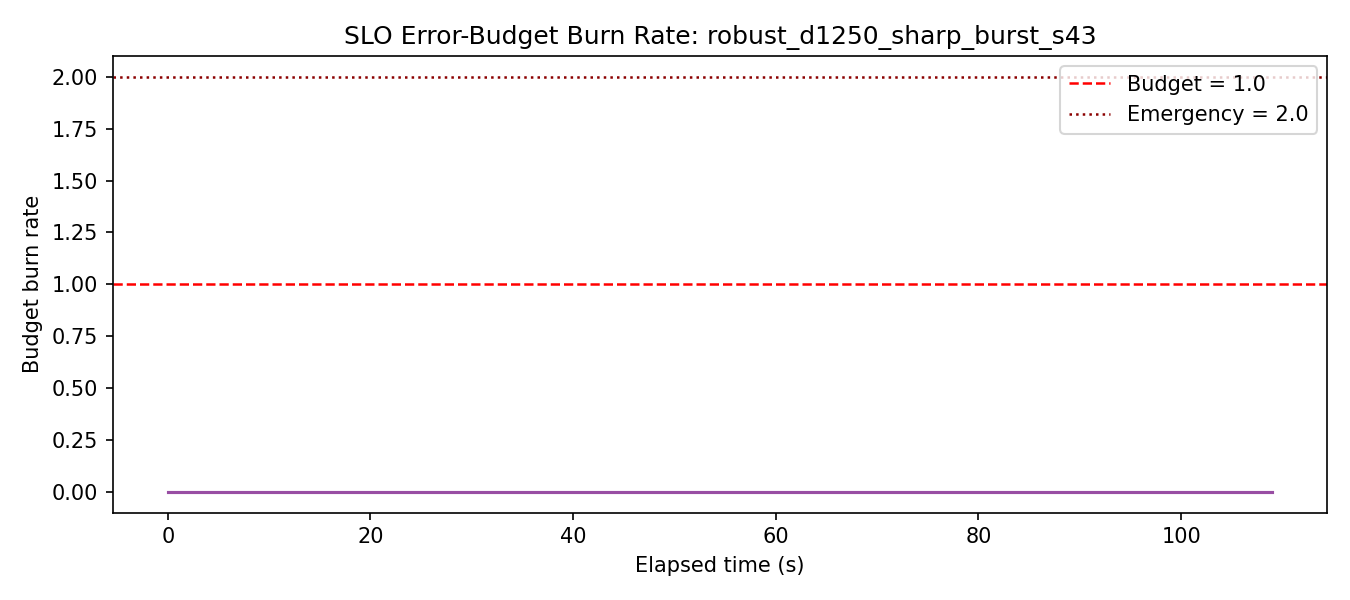 SLO Error-Budget Burn Rate: robust_d1250_sharp_burst_s43
Budget = 1.0
Emergency = 2.0
Budget burn rate
2.00
1.75
1.50
1.25
1.00
0.75
0.50
0.25
0.00
0 20 40 60 80 100
Elapsed time (s)